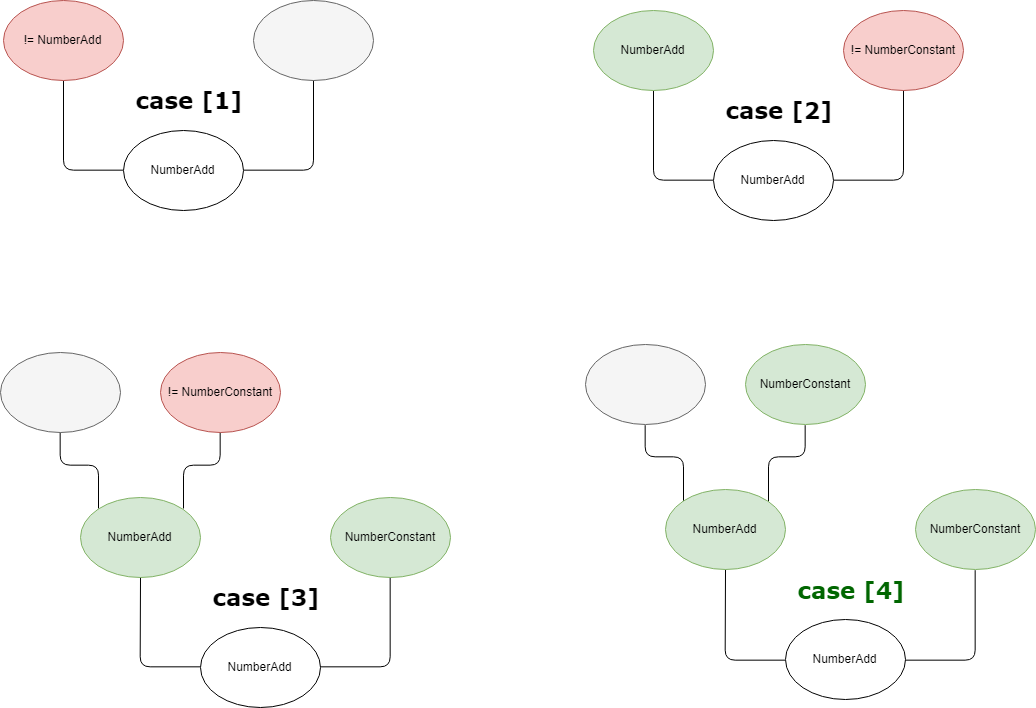 != NumberAdd
case [1]
NumberAdd
NumberAdd
!= NumberConstant
case [2]
NumberAdd
!= NumberConstant
NumberAdd
NumberConstant
case [3]
NumberAdd
NumberConstant
NumberAdd
NumberConstant
case [4]
NumberAdd